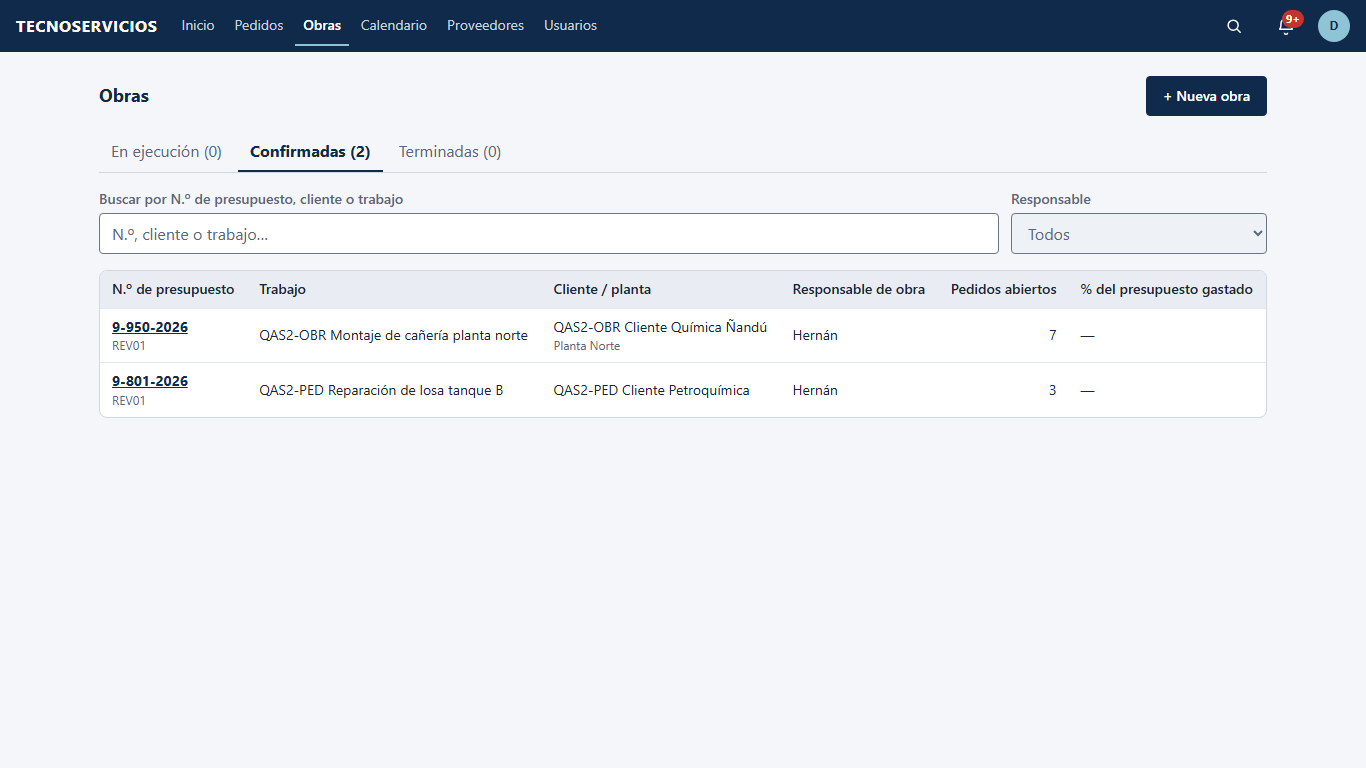 TECNOSERVICIOS Inicio Pedidos Obras Calendario Proveedores Usuarios 9+ D
Obras + Nueva obra
En ejecución (0) Confirmadas (2) Terminadas (0)
Buscar por N.º de presupuesto, cliente o trabajo Responsable
N.º, cliente o trabajo... Todos
N.º de presupuesto Trabajo Cliente / planta Responsable de obra Pedidos abiertos % del presupuesto gastado
9-950-2026 QAS2-OBR Montaje de cañería planta norte QAS2-OBR Cliente Química Ñandú Hernán 7 —
REV01 Planta Norte
9-801-2026 QAS2-PED Reparación de losa tanque B QAS2-PED Cliente Petroquímica Hernán 3 —
REV01